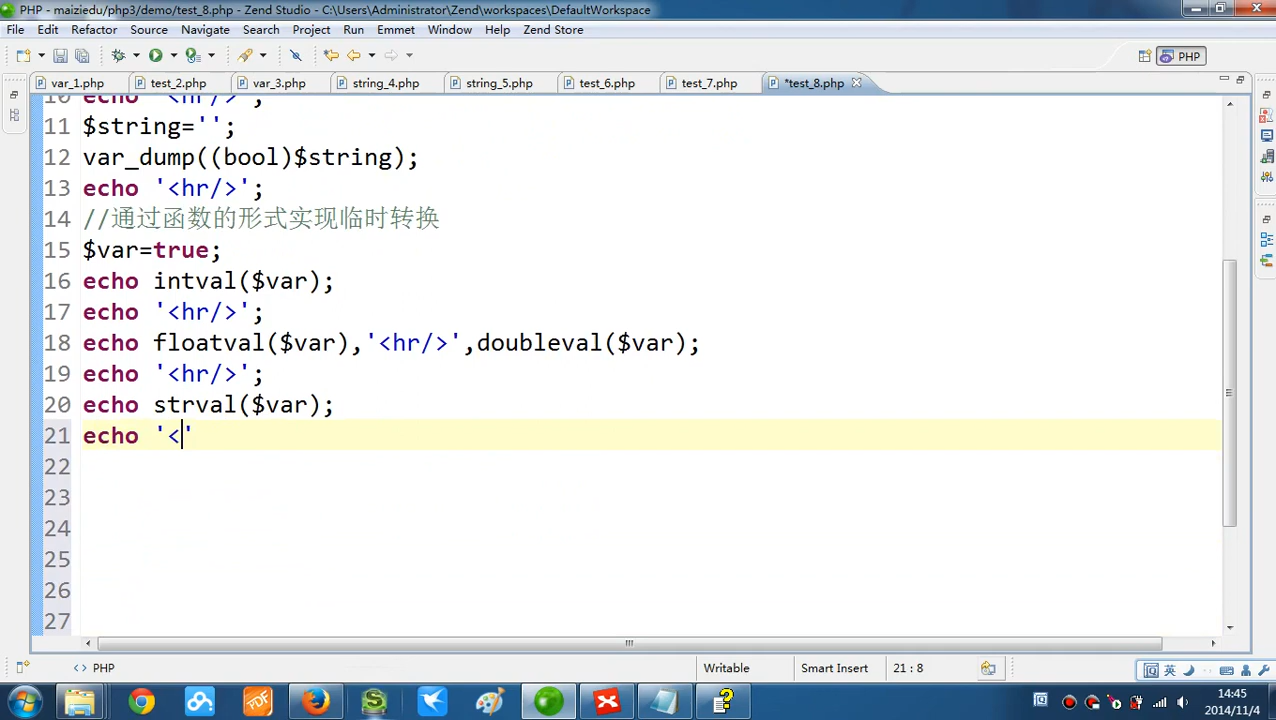 PHP - maiziedu/php3/demo/test_8.php - Zend Studio - C:\Users\Administrator\Zend\workspaces\DefaultWorkspace
File Edit Refactor Source Navigate Search Project Run Emmet Window Help Zend Store
PHP
var_1.php test_2.php var_3.php string_4.php string_5.php test_6.php test_7.php *test_8.php
10 echo '<hr/>';
11 $string='';
12 var_dump((bool)$string);
13 echo '<hr/>';
14 //通过函数的形式实现临时转换
15 $var=true;
16 echo intval($var);
17 echo '<hr/>';
18 echo floatval($var),'<hr/>',doubleval($var);
19 echo '<hr/>';
20 echo strval($var);
21 echo '<'
22
23
24
25
26
27
<> PHP Writable Smart Insert 21 : 8
英
14:45
2014/11/4